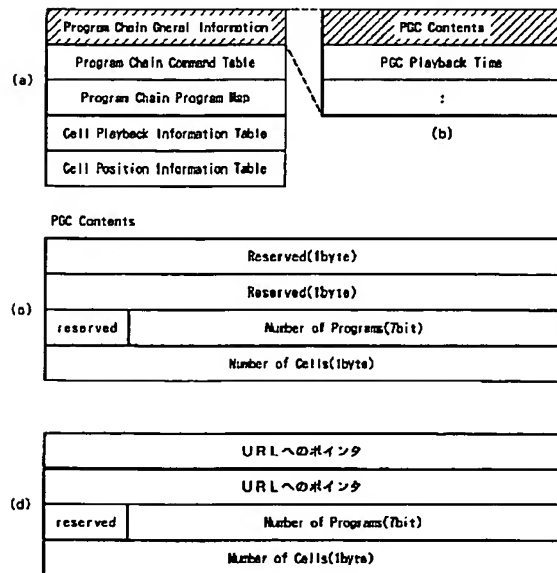 Program Chain Gneral Information
PGC Contents
(a)
Program Chain Command Table
PGC Playback Time
Program Chain Program Map
:
Cell Playback Information Table
(b)
Cell Position Information Table
PGC Contents
Reserved(1byte)
Reserved(1byte)
(c)
reserved
Number of Programs(7bit)
Number of Cells(1byte)
URLへのポインタ
URLへのポインタ
(d)
reserved
Number of Programs(7bit)
Number of Cells(1byte)